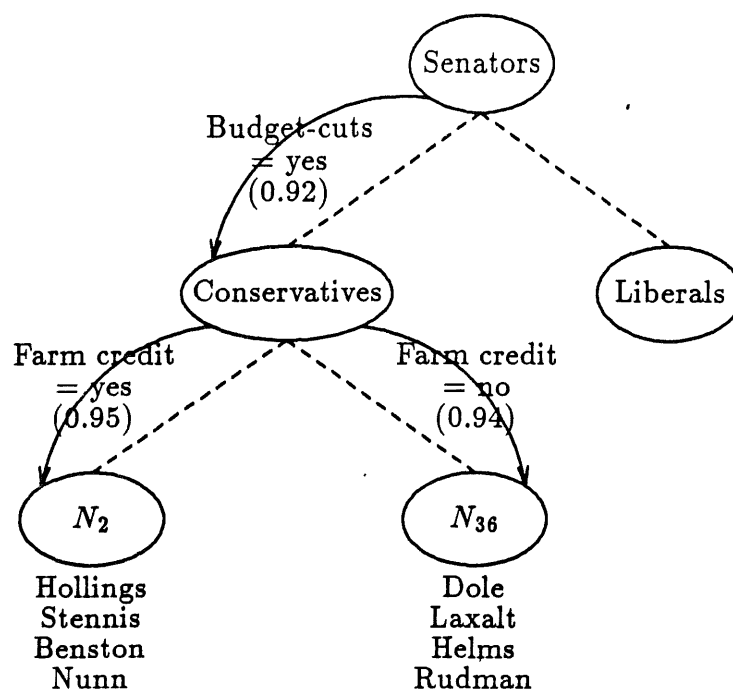 Senators
Budget-cuts
= yes
(0.92)
Conservatives
Liberals
Farm credit
= yes
(0.95)
Farm credit
= no
(0.94)
N₂
N₃₆
Hollings
Stennis
Benston
Nunn
Dole
Laxalt
Helms
Rudman